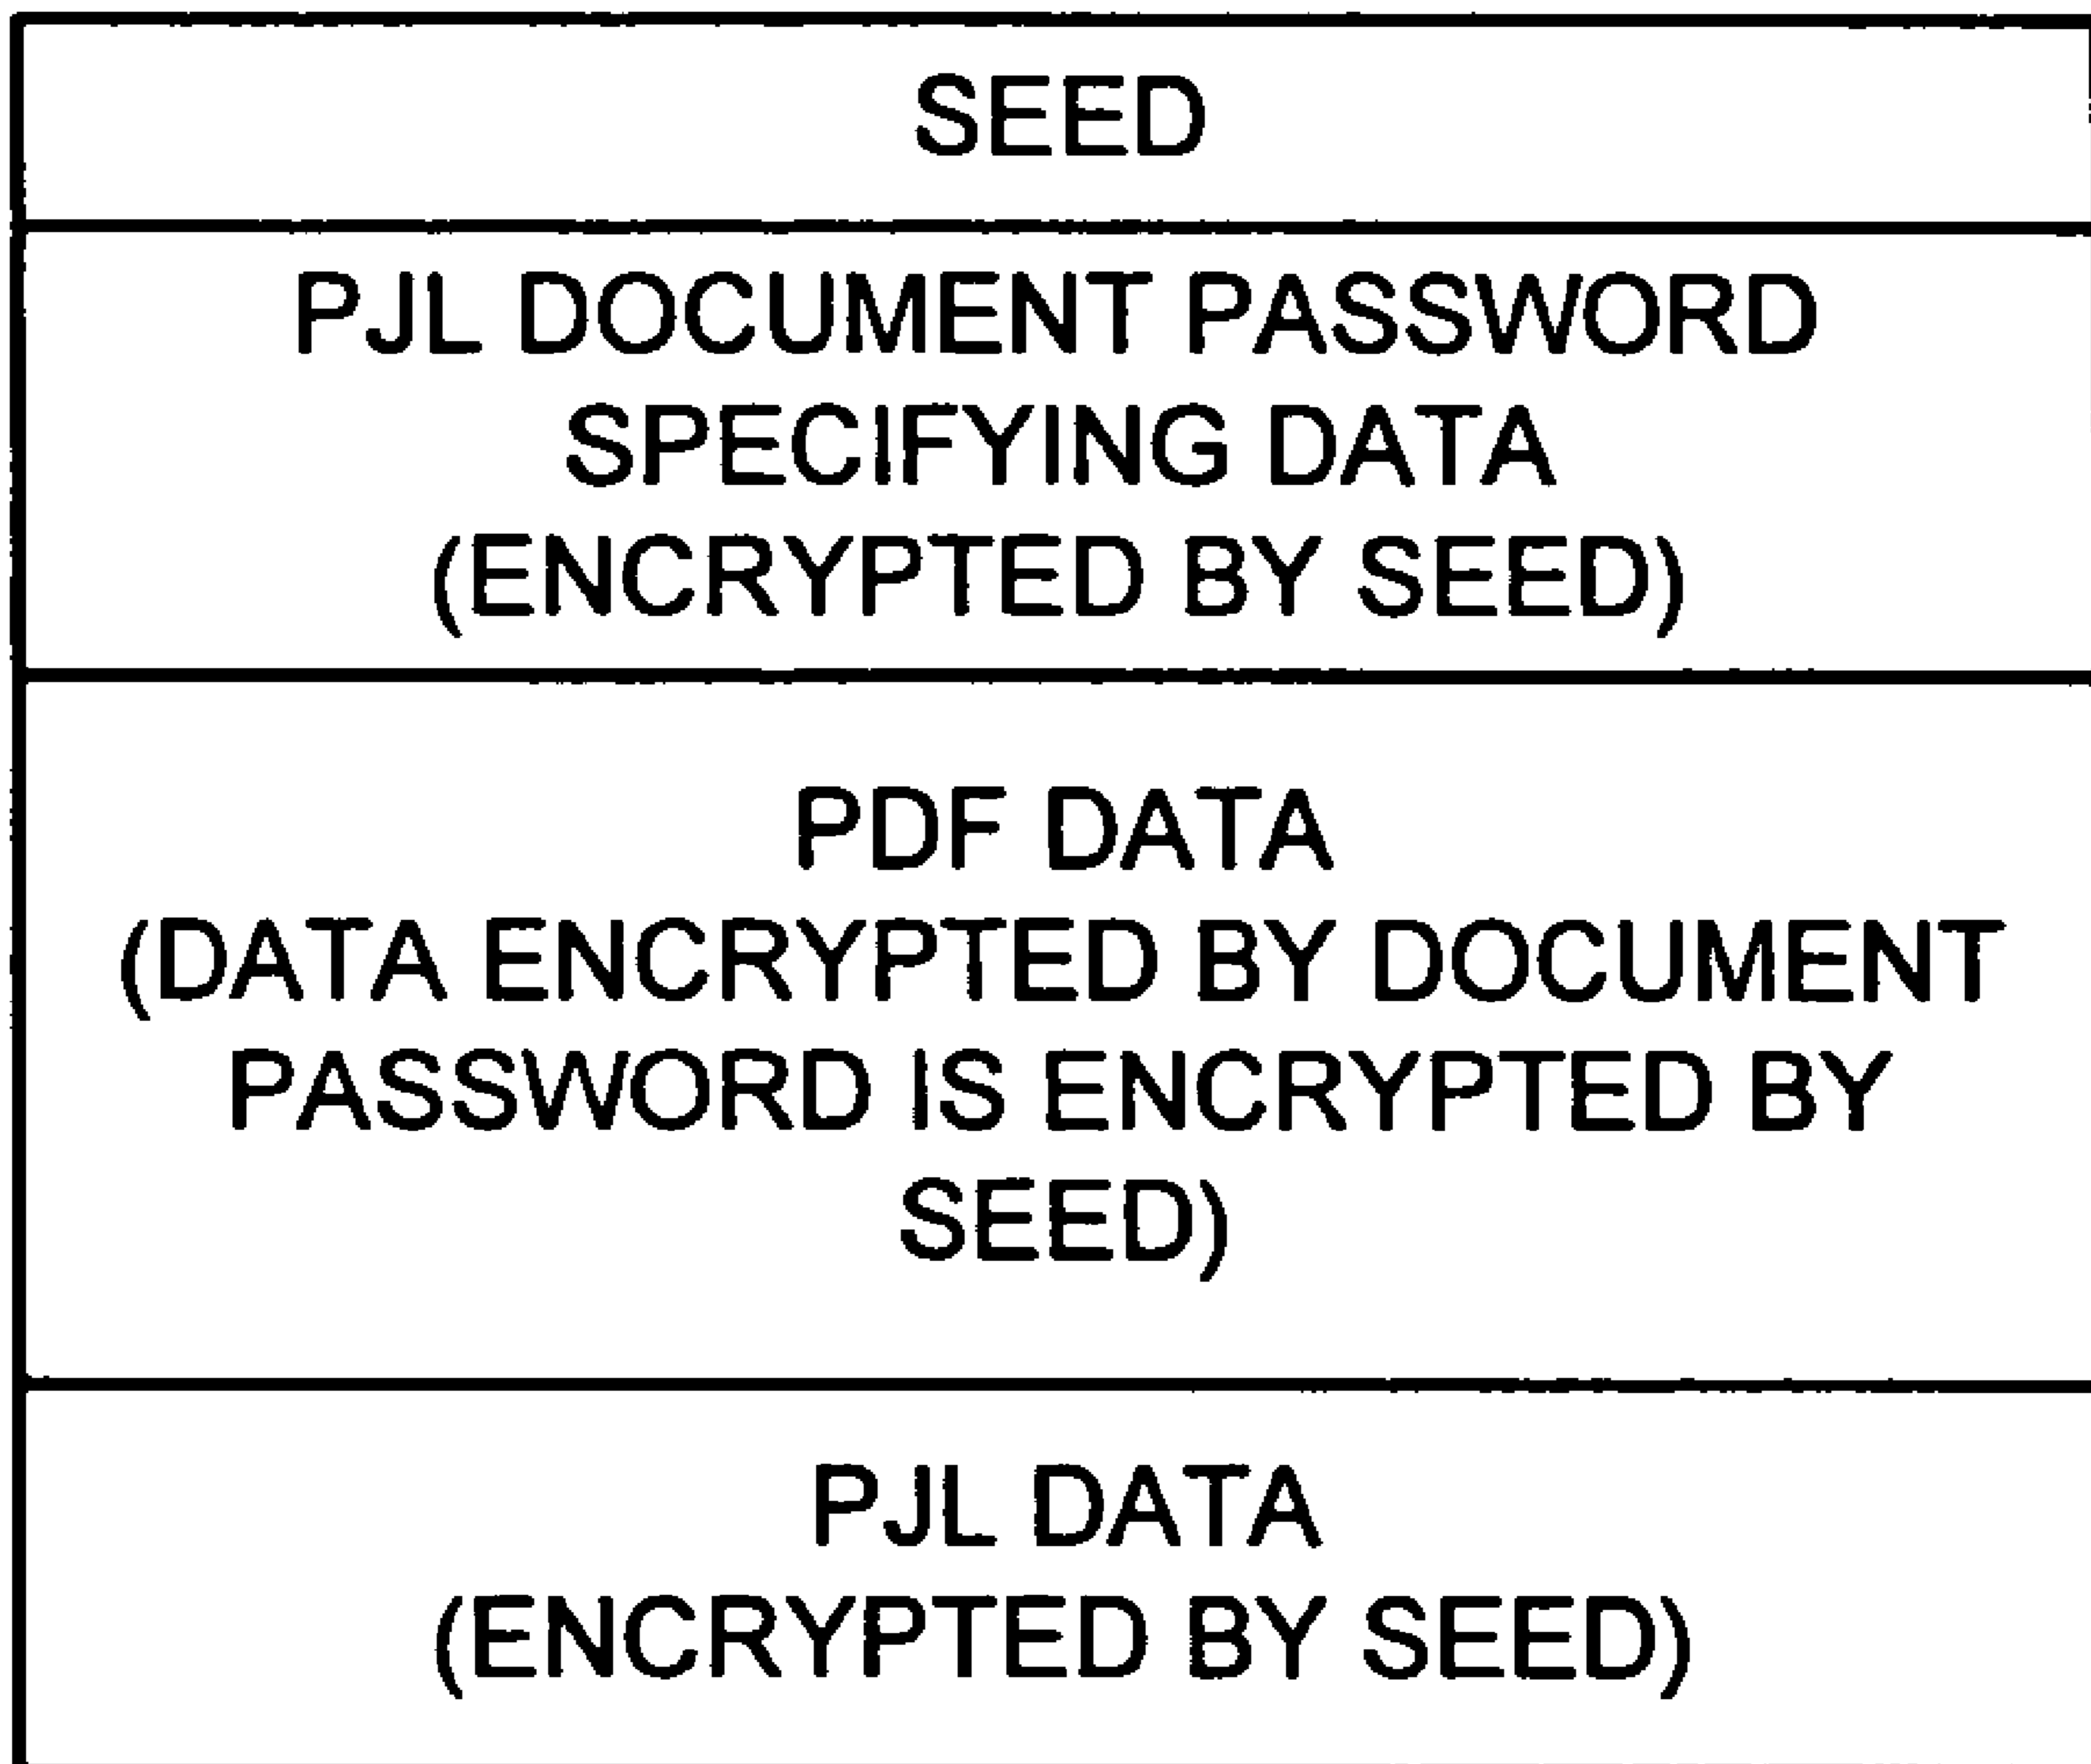 SEED
PJL DOCUMENT PASSWORD
SPECIFYING DATA
(ENCRYPTED BY SEED)
PDF DATA
(DATA ENCRYPTED BY DOCUMENT
PASSWORD IS ENCRYPTED BY
SEED)
PJL DATA
(ENCRYPTED BY SEED)